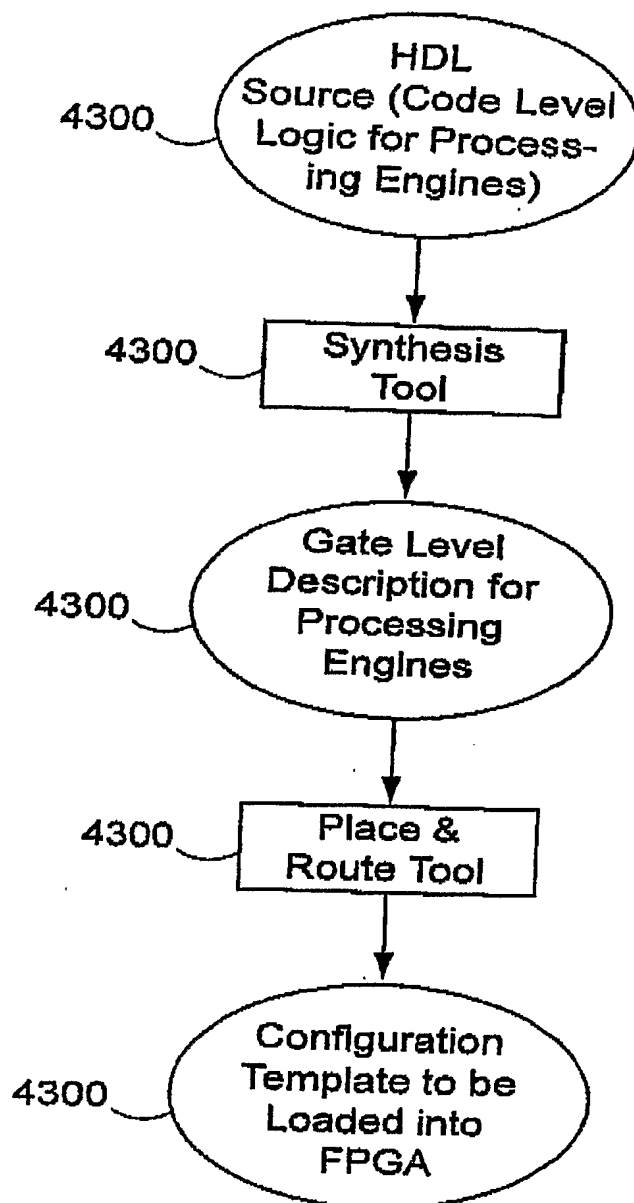 HDL
Source (Code Level
4300
Logic for Process-
ing Engines)
4300
Synthesis
Tool
Gate Level
Description for
4300
Processing
Engines
4300
Place &
Route Tool
Configuration
Template to be
4300
Loaded into
FPGA